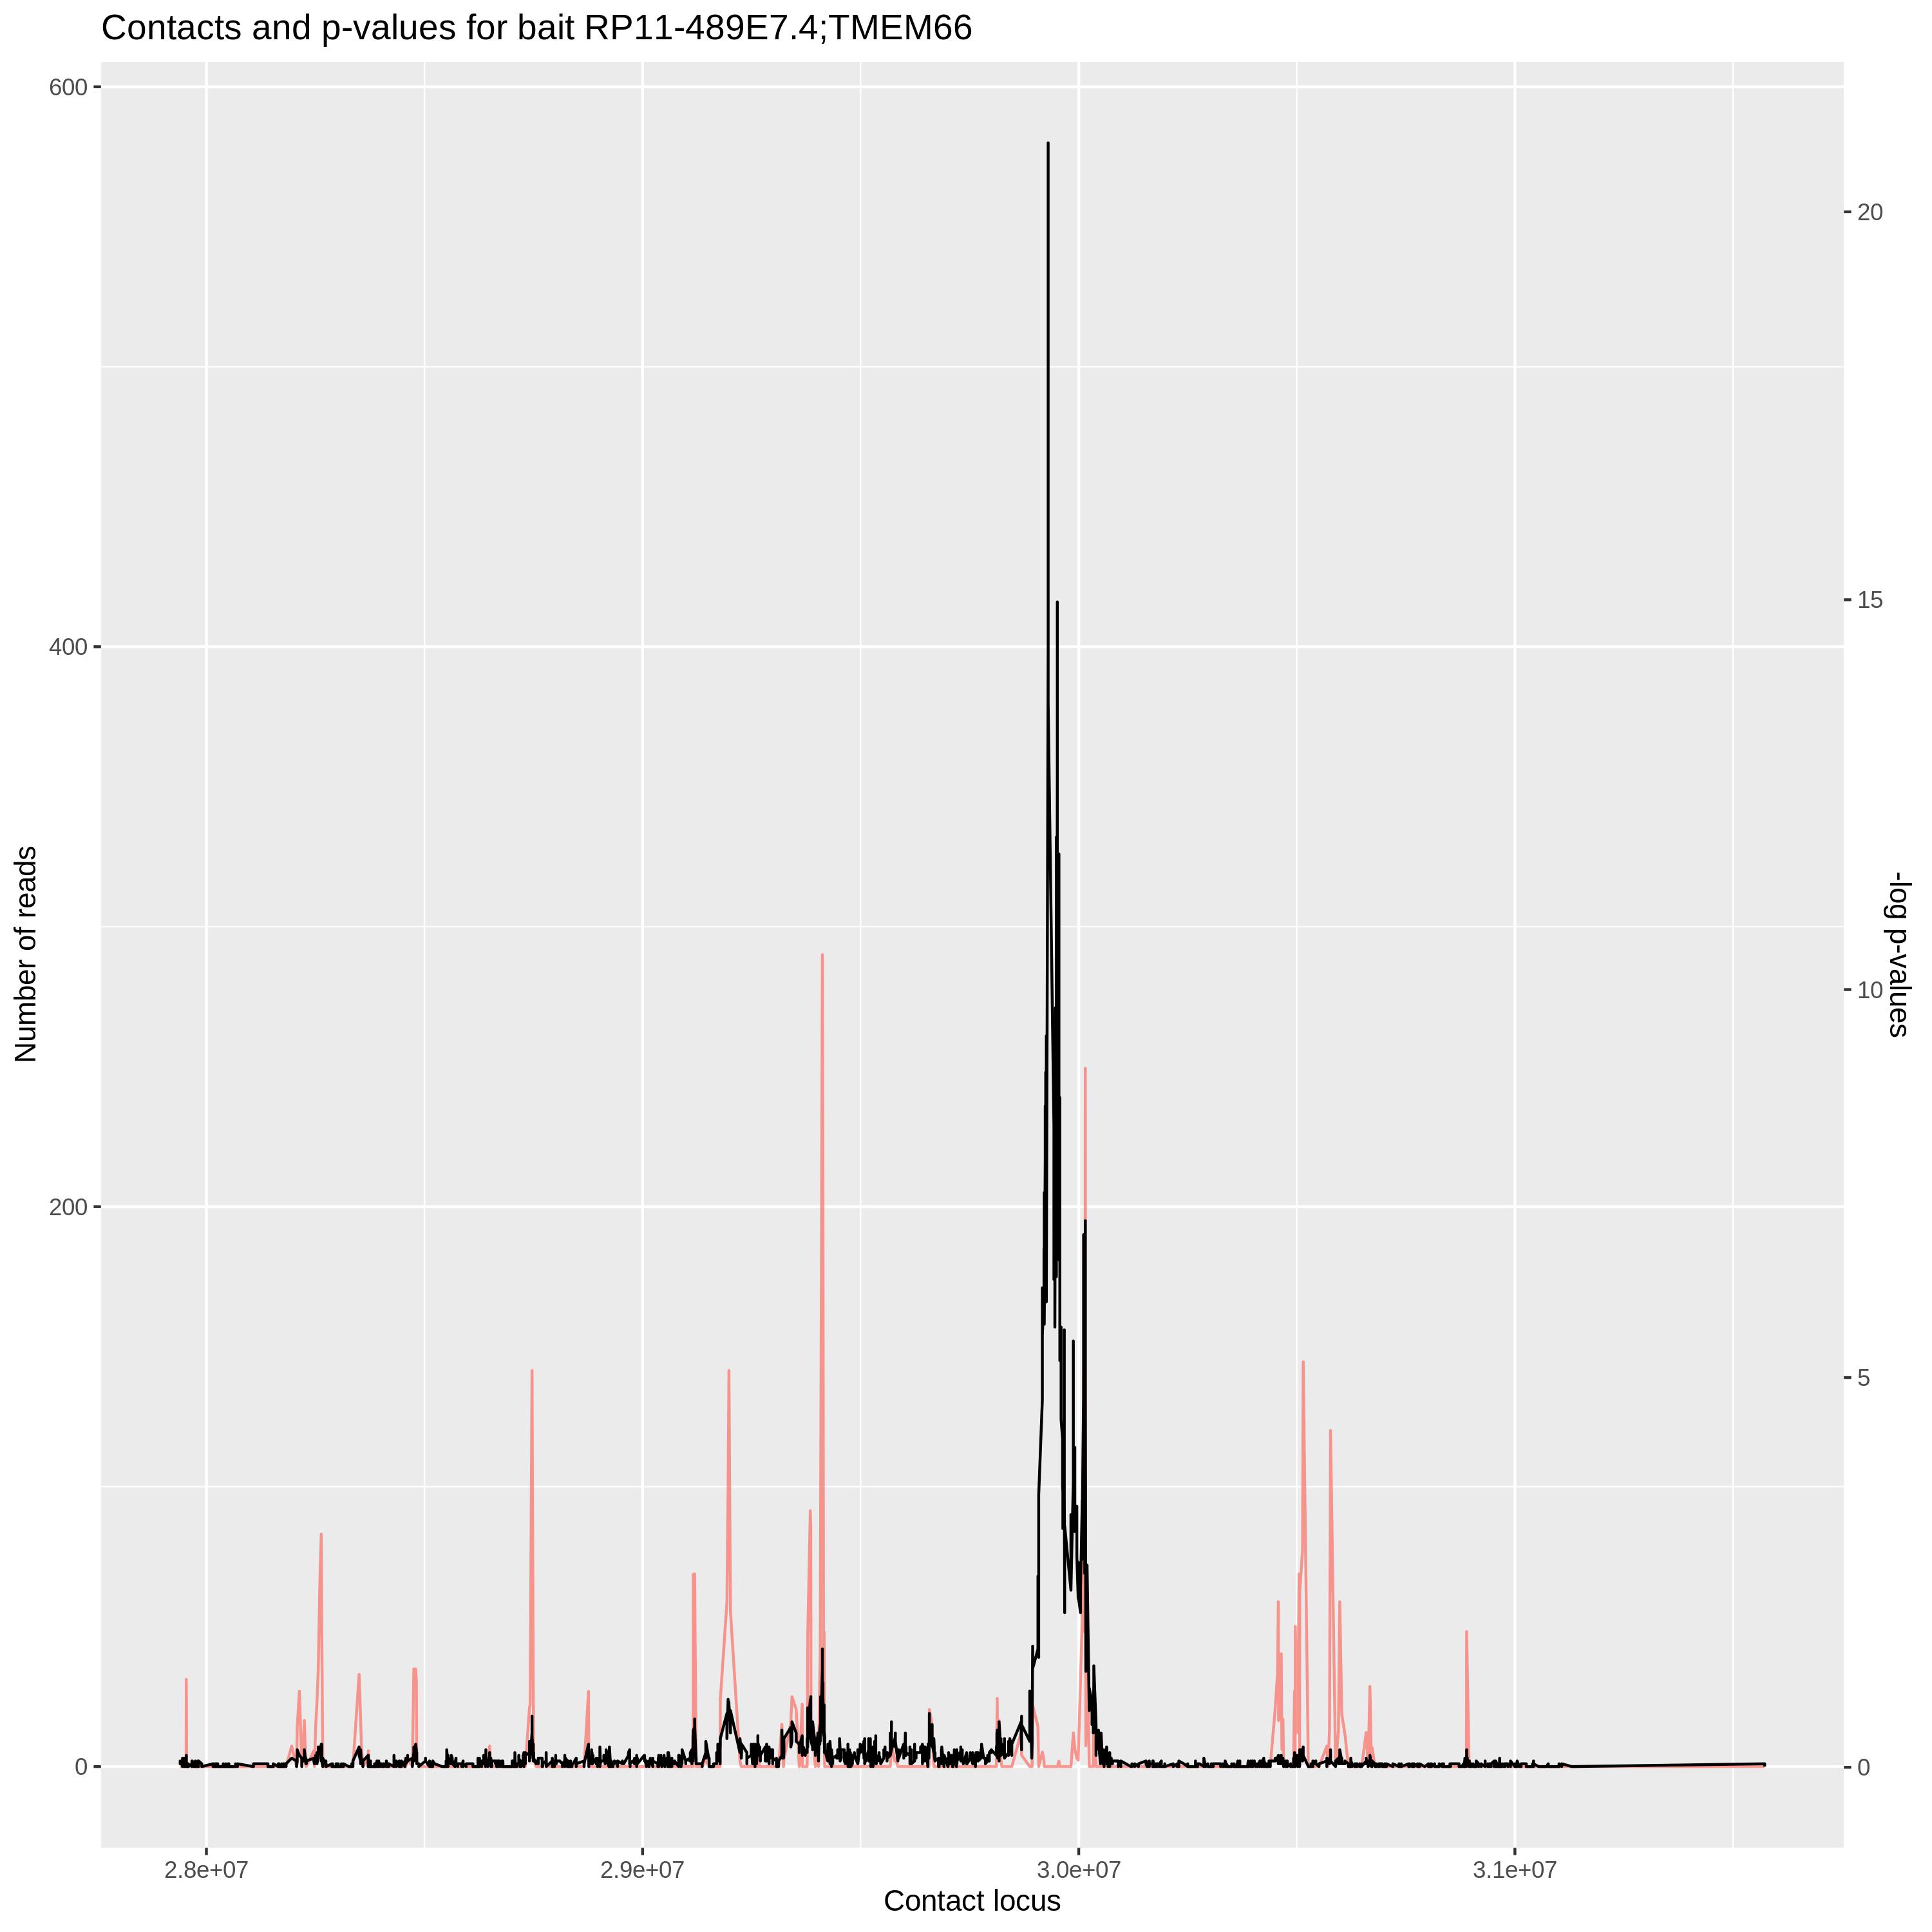 Contacts and p-values for bait RP11-489E7.4;TMEM66
600
400
200
0
Number of reads
20
15
10
5
0
-log p-values
2.8e+07 2.9e+07 3.0e+07 3.1e+07
Contact locus